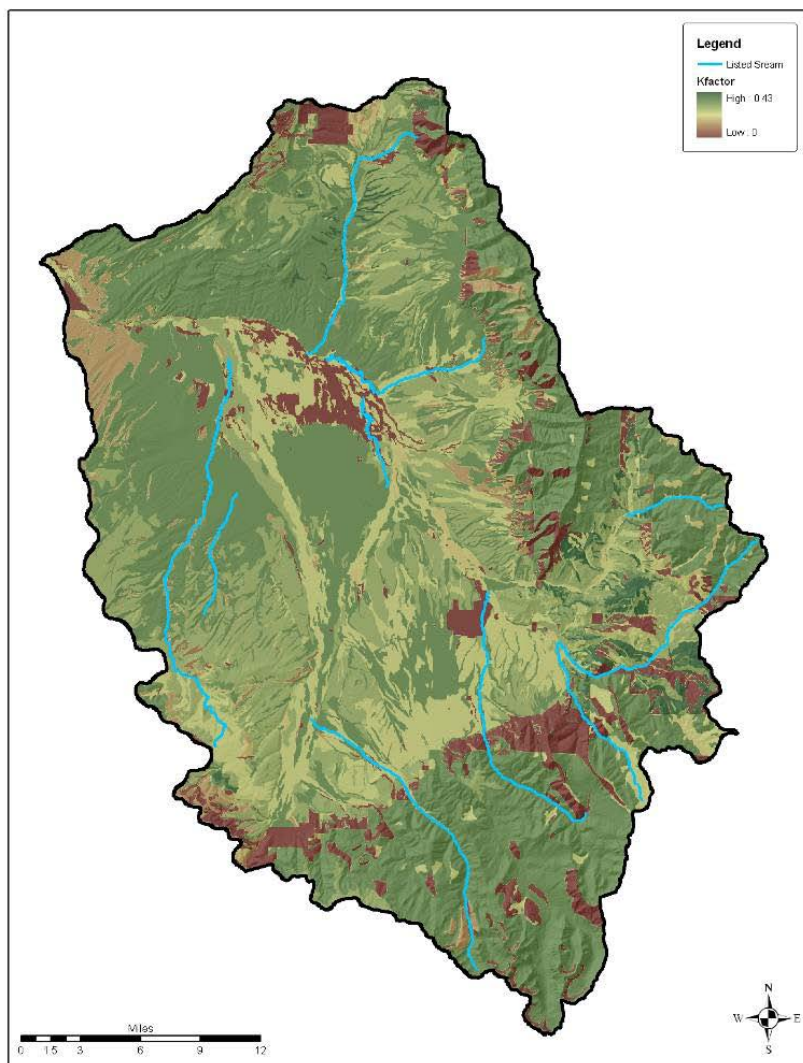 Legend
Listed Sream
Kfactor
High : 0.43
Low : 0
Miles
0 1.5 3 6 9 12
N
W E
S